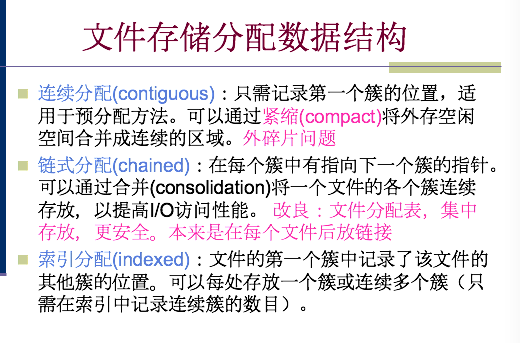 文件存储分配数据结构
连续分配(contiguous)：只需记录第一个簇的位置，适
用于预分配方法。可以通过紧缩(compact)将外存空闲
空间合并成连续的区域。外碎片问题
链式分配(chained)：在每个簇中有指向下一个簇的指针。
可以通过合并(consolidation)将一个文件的各个簇连续
存放，以提高I/O访问性能。 改良：文件分配表，集中
存放，更安全。本来是在每个文件后放链接
索引分配(indexed)：文件的第一个簇中记录了该文件的
其他簇的位置。可以每处存放一个簇或连续多个簇（只
需在索引中记录连续簇的数目）。